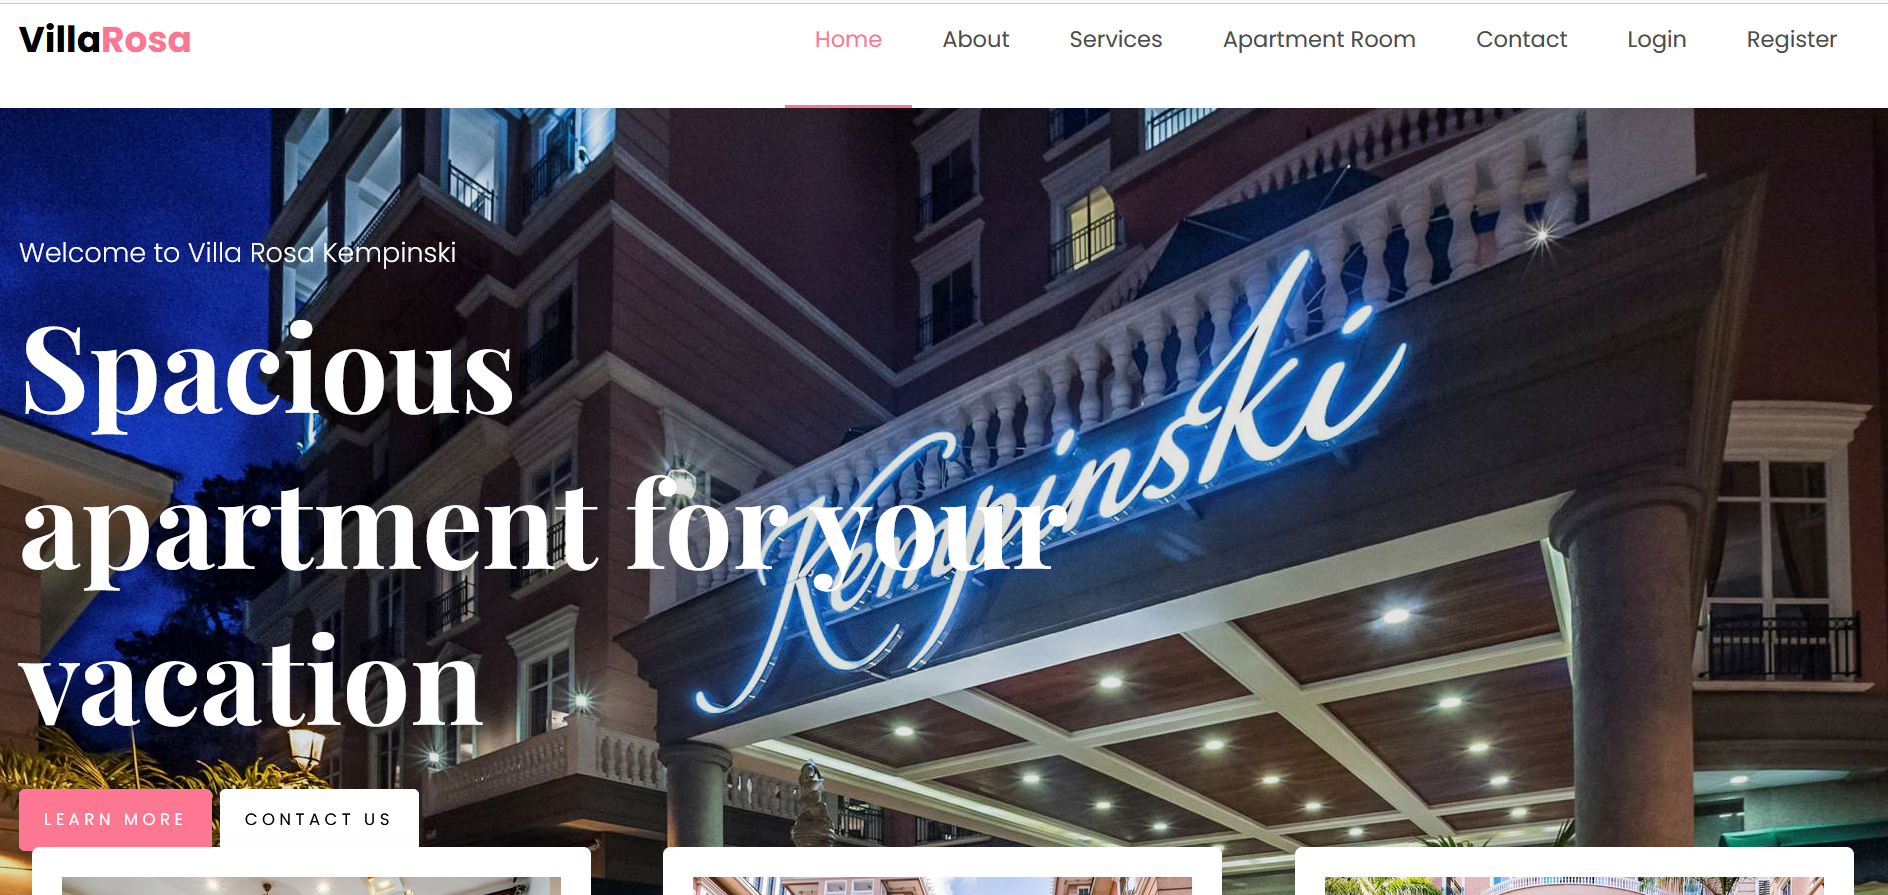 VillaRosa
Home About Services Apartment Room Contact Login Register
Welcome to Villa Rosa Kempinski
Spacious
apartment for your
vacation
Kempinski
LEARN MORE CONTACT US